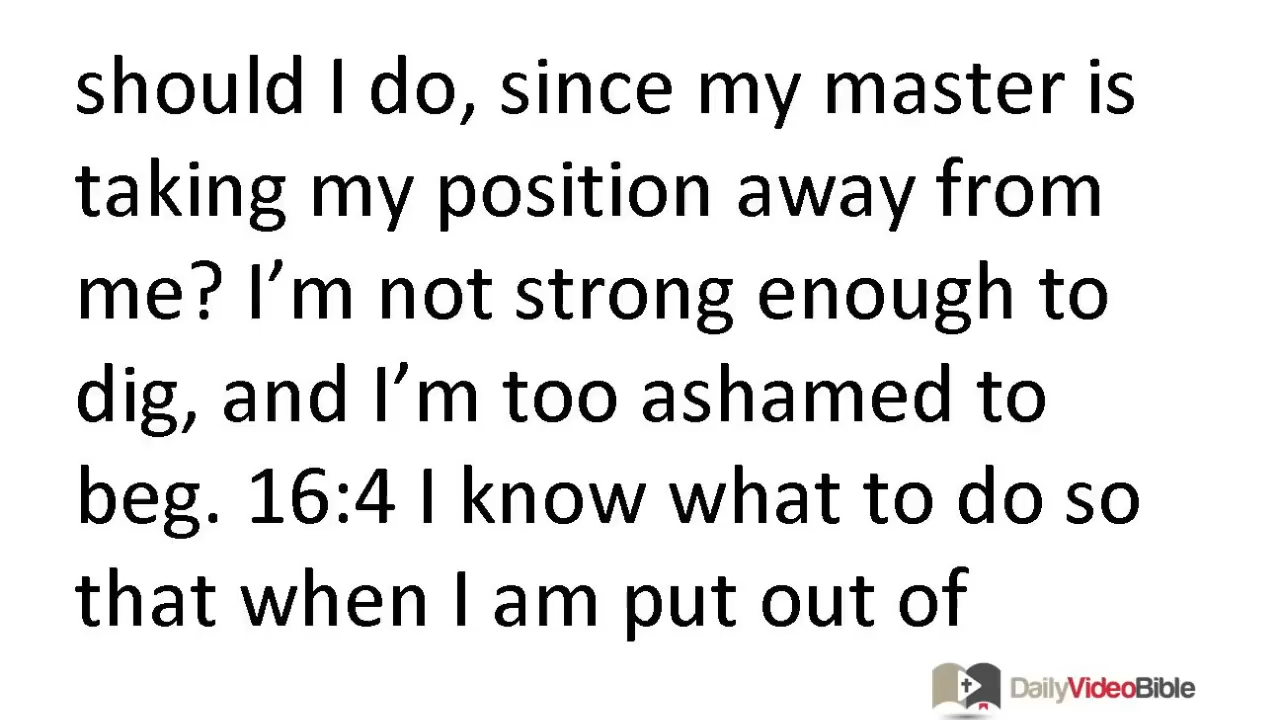 should I do, since my master is
taking my position away from
me? I’m not strong enough to
dig, and I’m too ashamed to
beg. 16:4 I know what to do so
that when I am put out of
DailyVideoBible